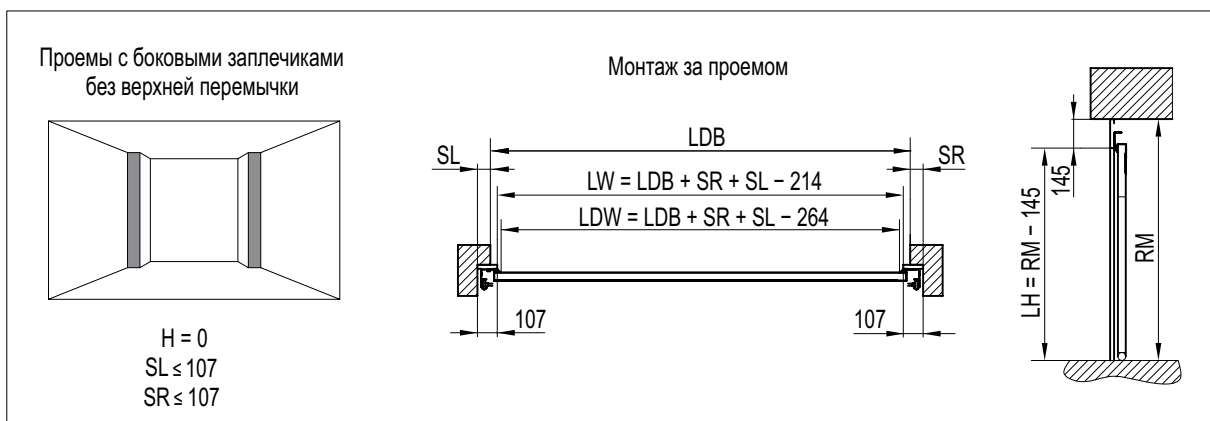 Проемы с боковыми заплечиками
без верхней перемычки
H = 0
SL ≤ 107
SR ≤ 107
Монтаж за проемом
SL
LDB
SR
LW = LDB + SR + SL − 214
LDW = LDB + SR + SL − 264
107
107
145
LH = RM − 145
RM